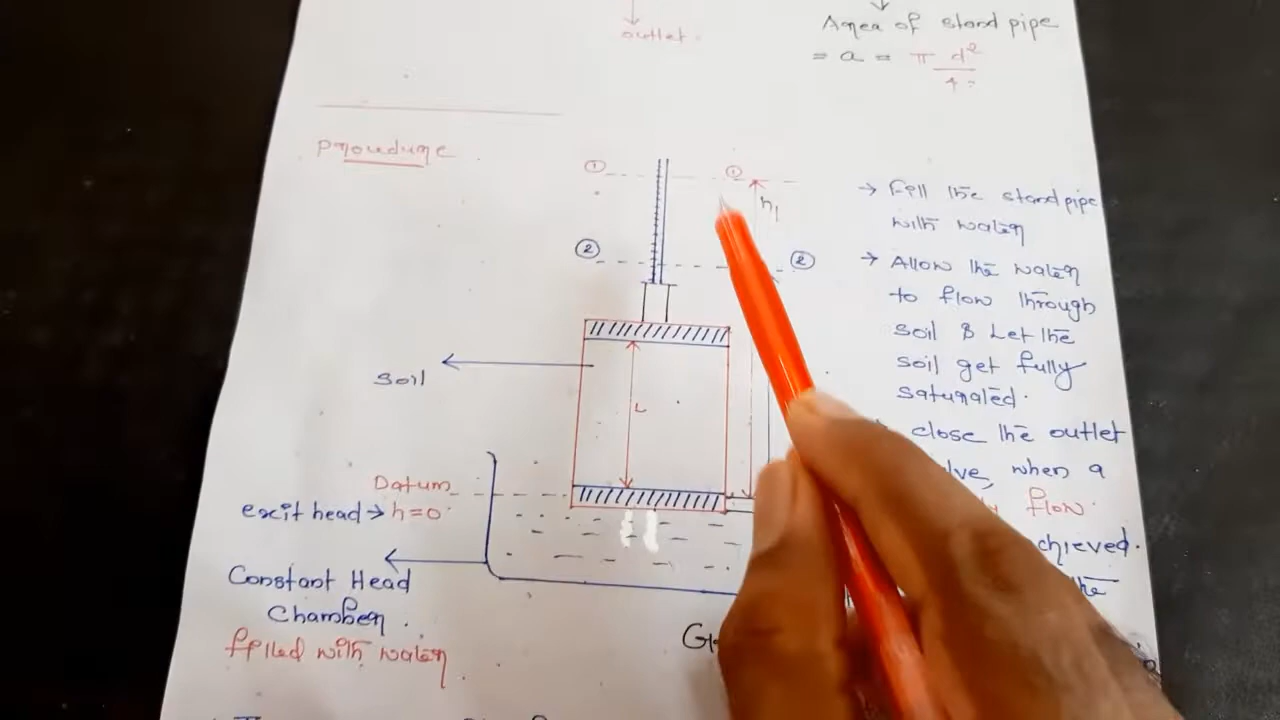 outlet.
Area of stand pipe
= a = π d²
4
Procedure
① ①
h₁
② ②
→ Fill the stand pipe
with water
→ Allow the water
to flow through
soil & Let the
soil get fully
saturated.
soil
L
close the outlet
when a
flow.
Datum
exit head → h=0
Constant Head
Chamber.
filled with water
the